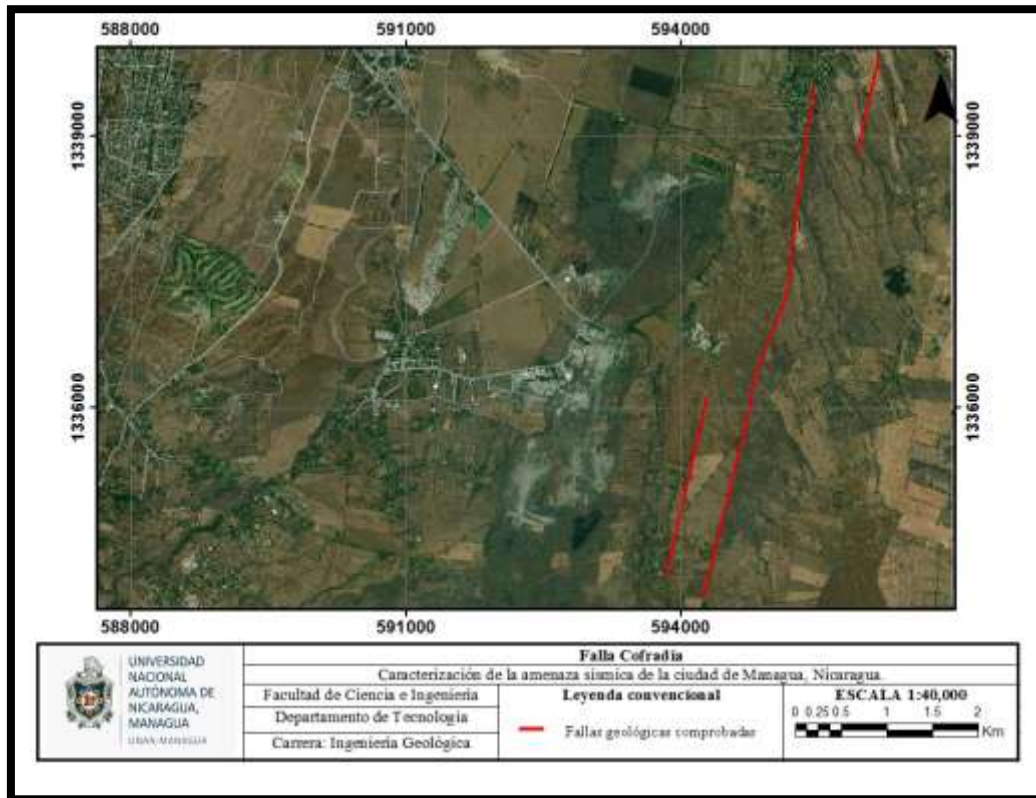 588000 591000 594000
1339000 1339000
1336000 1336000
588000 591000 594000
UNIVERSIDAD
NACIONAL
AUTÓNOMA DE
NICARAGUA,
MANAGUA
UNAN-MANAGUA
Falla Cofradía
Caracterización de la amenaza sísmica de la ciudad de Managua, Nicaragua.
Facultad de Ciencia e Ingeniería
Departamento de Tecnología
Carrera: Ingeniería Geológica
Leyenda convencional
Fallas geológicas comprobadas
ESCALA 1:40,000
0 0.25 0.5 1 1.5 2
Km